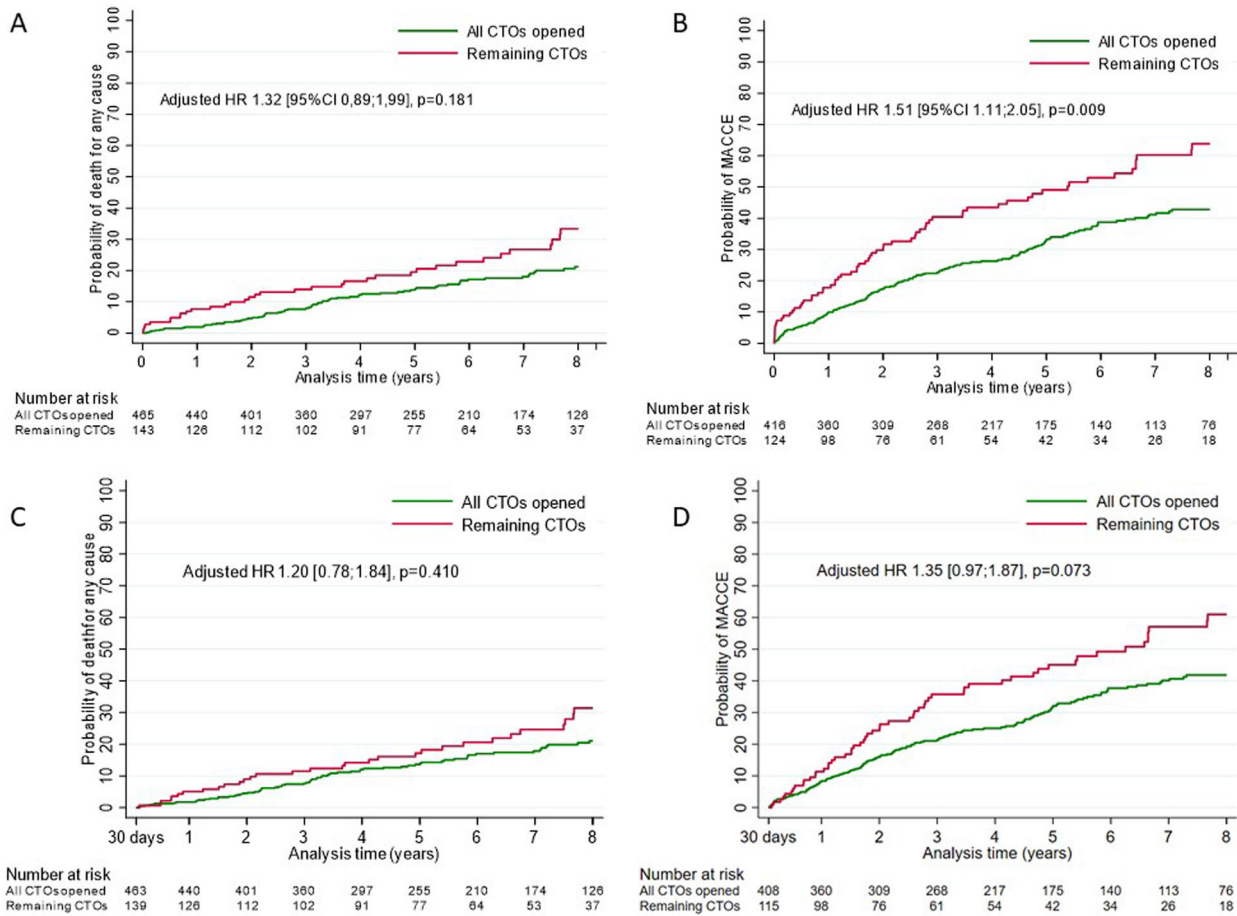 A
All CTOs opened
Remaining CTOs
Adjusted HR 1.32 [95%CI 0,89;1,99], p=0.181
Probability of death for any cause
0 10 20 30 40 50 60 70 80 90 100
0 1 2 3 4 5 6 7 8
Analysis time (years)
Number at risk
All CTOs opened 465 440 401 360 297 255 210 174 126
Remaining CTOs 143 126 112 102 91 77 64 53 37
B
All CTOs opened
Remaining CTOs
Adjusted HR 1.51 [95%CI 1.11;2.05], p=0.009
Probability of MACCE
0 10 20 30 40 50 60 70 80 90 100
0 1 2 3 4 5 6 7 8
Analysis time (years)
Number at risk
All CTOs opened 416 360 309 268 217 175 140 113 76
Remaining CTOs 124 98 76 61 54 42 34 26 18
C
All CTOs opened
Remaining CTOs
Adjusted HR 1.20 [0.78;1.84], p=0.410
Probability of deathfor any cause
0 10 20 30 40 50 60 70 80 90 100
30 days 1 2 3 4 5 6 7 8
Analysis time (years)
Number at risk
All CTOs opened 463 440 401 360 297 255 210 174 126
Remaining CTOs 139 126 112 102 91 77 64 53 37
D
All CTOs opened
Remaining CTOs
Adjusted HR 1.35 [0.97;1.87], p=0.073
Probability of MACCE
0 10 20 30 40 50 60 70 80 90 100
30 days 1 2 3 4 5 6 7 8
Analysis time (years)
Number at risk
All CTOs opened 408 360 309 268 217 175 140 113 76
Remaining CTOs 115 98 76 61 54 42 34 26 18